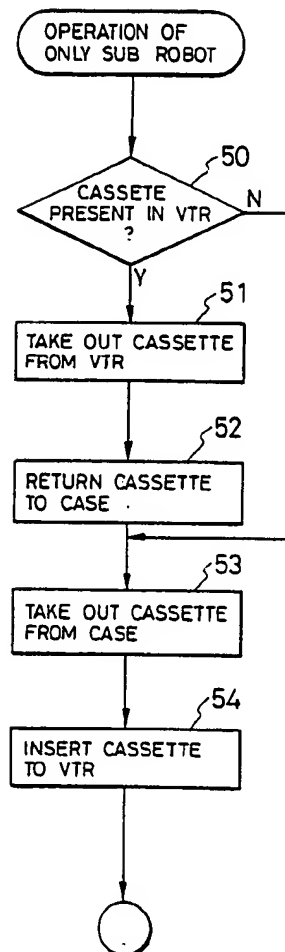 OPERATION OF
ONLY SUB ROBOT
50
CASSETE
PRESENT IN VTR
?
N
Y
51
TAKE OUT CASSETTE
FROM VTR
52
RETURN CASSETTE
TO CASE
53
TAKE OUT CASSETTE
FROM CASE
54
INSERT CASSETTE
TO VTR